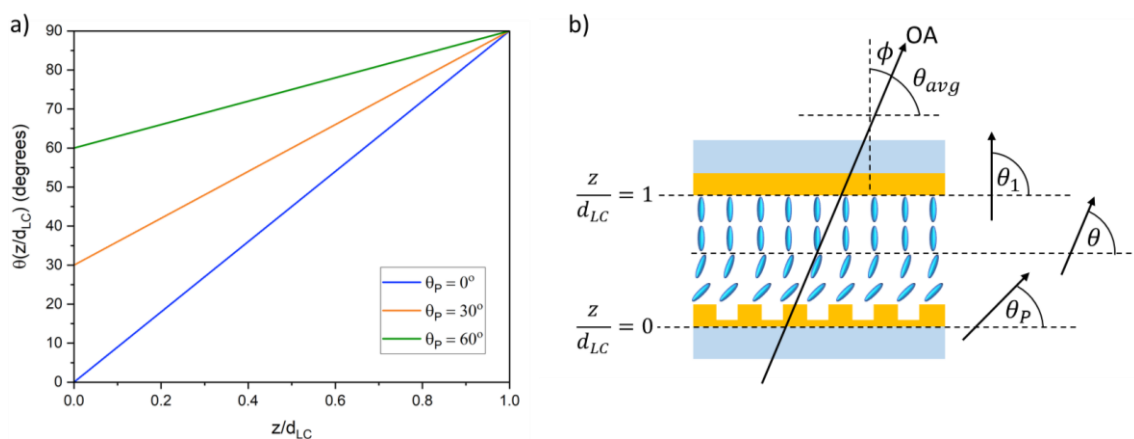 a)
90
80
70
60
50
40
30
20
10
0
θ(z/d_LC) (degrees)
θ_P = 0°
θ_P = 30°
θ_P = 60°
0.0 0.2 0.4 0.6 0.8 1.0
z/d_LC
b)
ϕ OA
θ_avg
z/d_LC = 1
θ_1
θ
θ_P
z/d_LC = 0